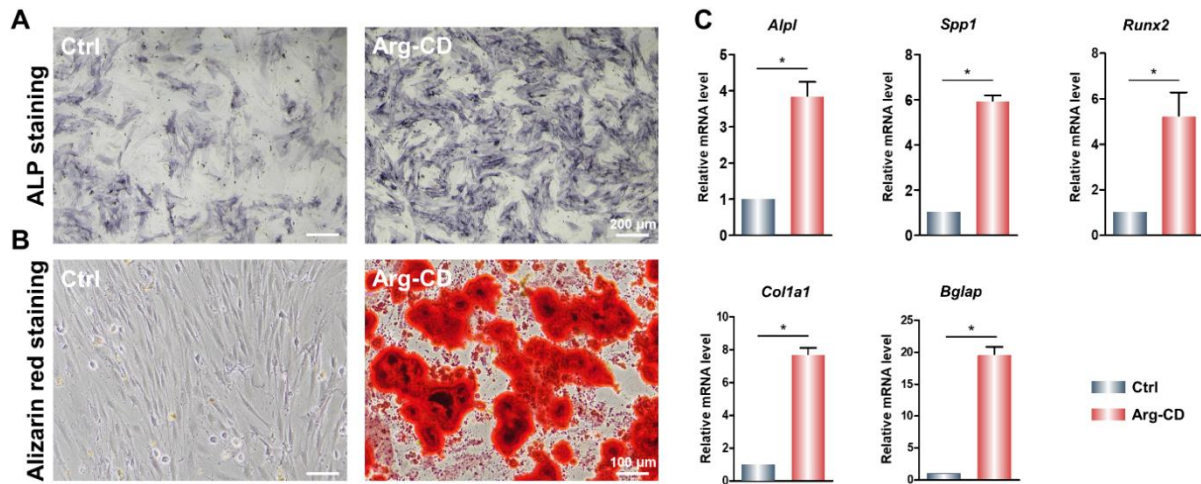 A
ALP staining
Ctrl
Arg-CD
200 μm
B
Alizarin red staining
Ctrl
Arg-CD
100 μm
C
Alpl
Relative mRNA level
5
4
3
2
1
0
*
Spp1
Relative mRNA level
8
6
4
2
0
*
Runx2
Relative mRNA level
8
6
4
2
0
*
Col1a1
Relative mRNA level
10
8
6
4
2
0
*
Bglap
Relative mRNA level
25
20
15
10
5
0
*
Ctrl
Arg-CD